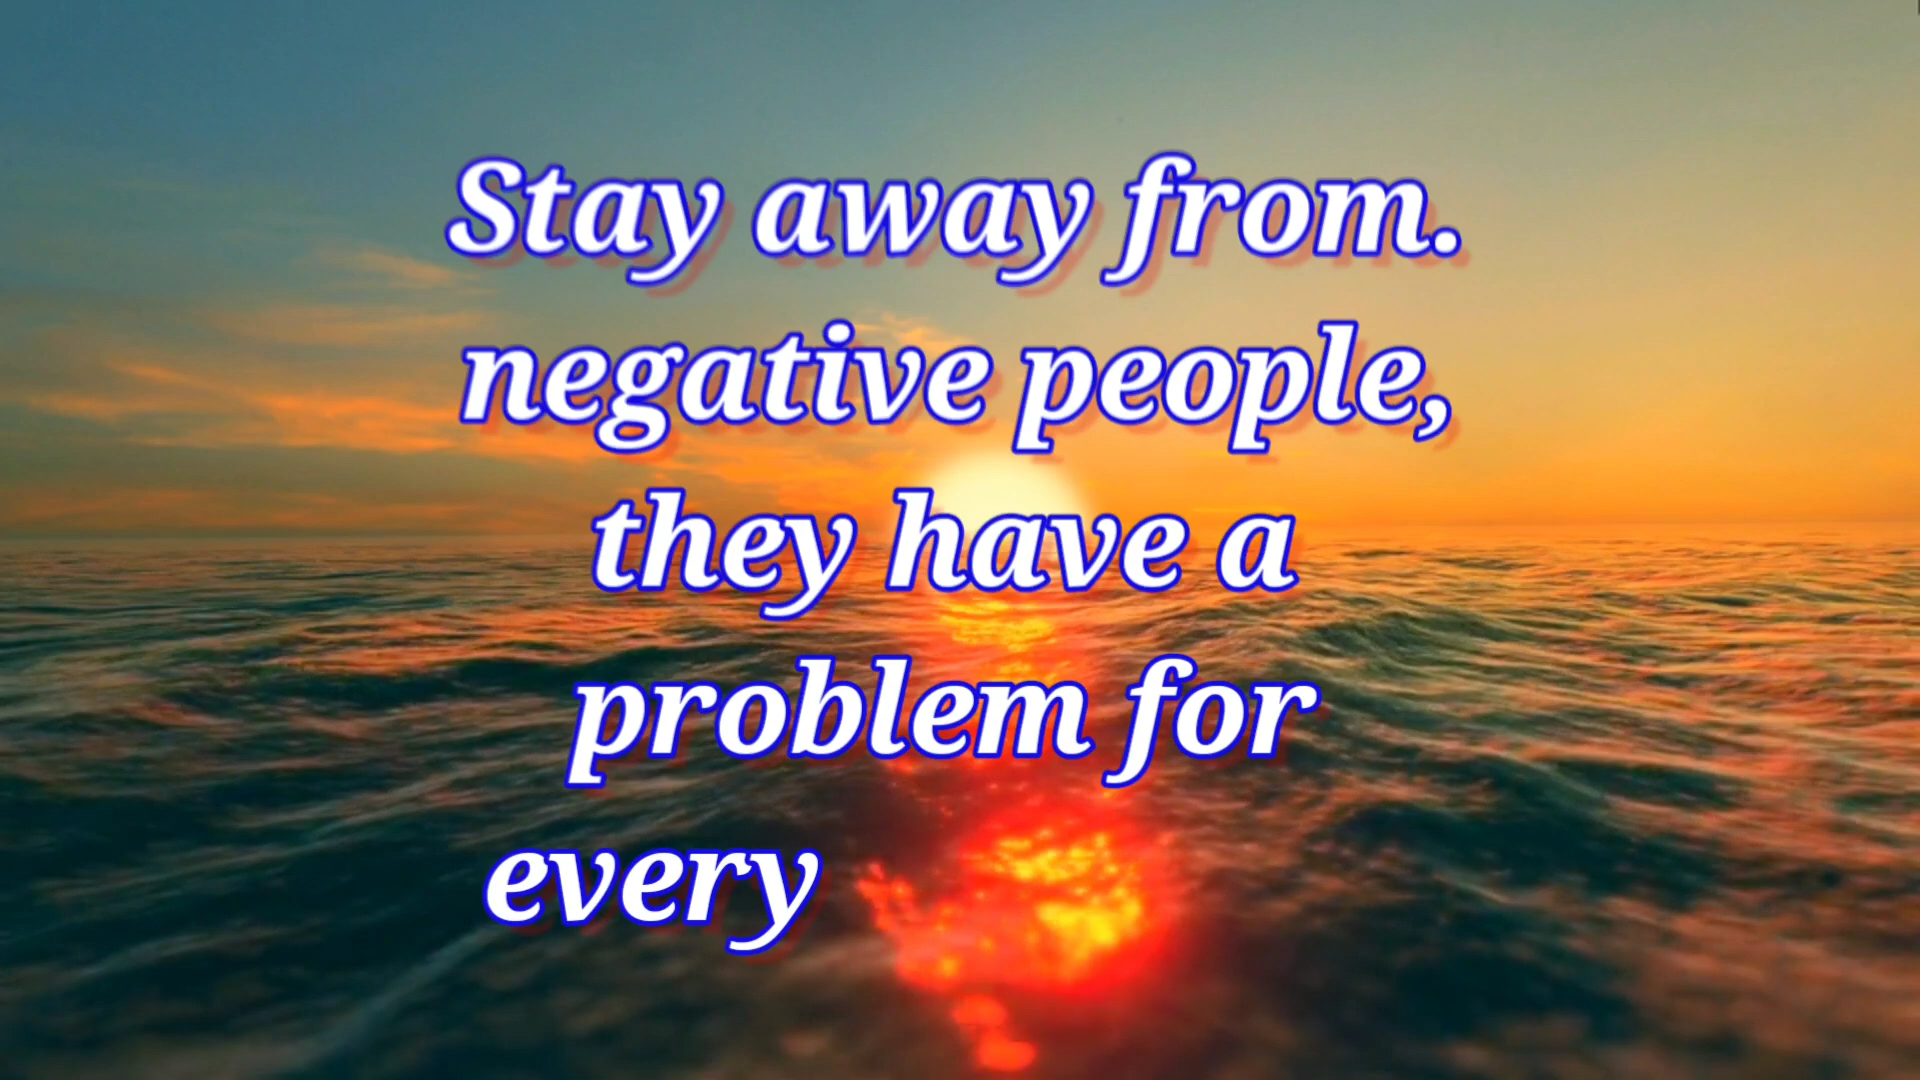 Stay away from.
negative people,
they have a
problem for
every